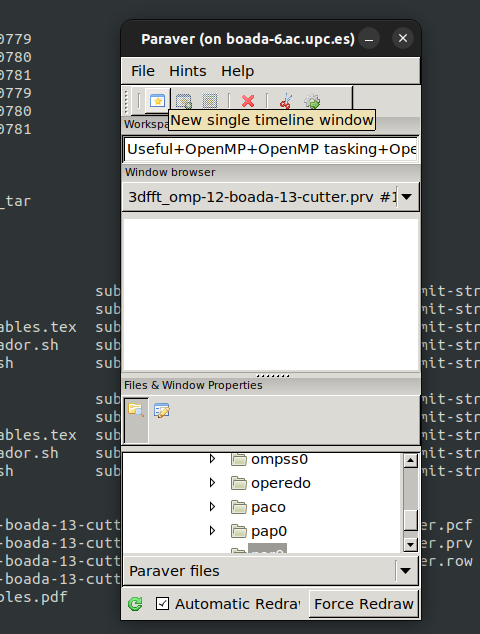 0779
0780
0781
0779
0780
0781
_tar
Paraver (on boada-6.ac.upc.es)
File Hints Help
New single timeline window
Useful+OpenMP+OpenMP tasking+Ope
Window browser
3dfft_omp-12-boada-13-cutter.prv #1
Files & Window Properties
ompss0
operedo
paco
pap0
Paraver files
Automatic Redraw
Force Redraw
sub mit-str
sub mit-str
ables.tex sub mit-str
ador.sh sub mit-str
sh sub mit-str
sub mit-str
sub mit-str
ables.tex sub mit-str
ador.sh sub mit-str
sh sub mit-str
-boada-13-cutt er.pcf
-boada-13-cutt er.prv
-boada-13-cutt er.row
-boada-13-cutt
bles.pdf